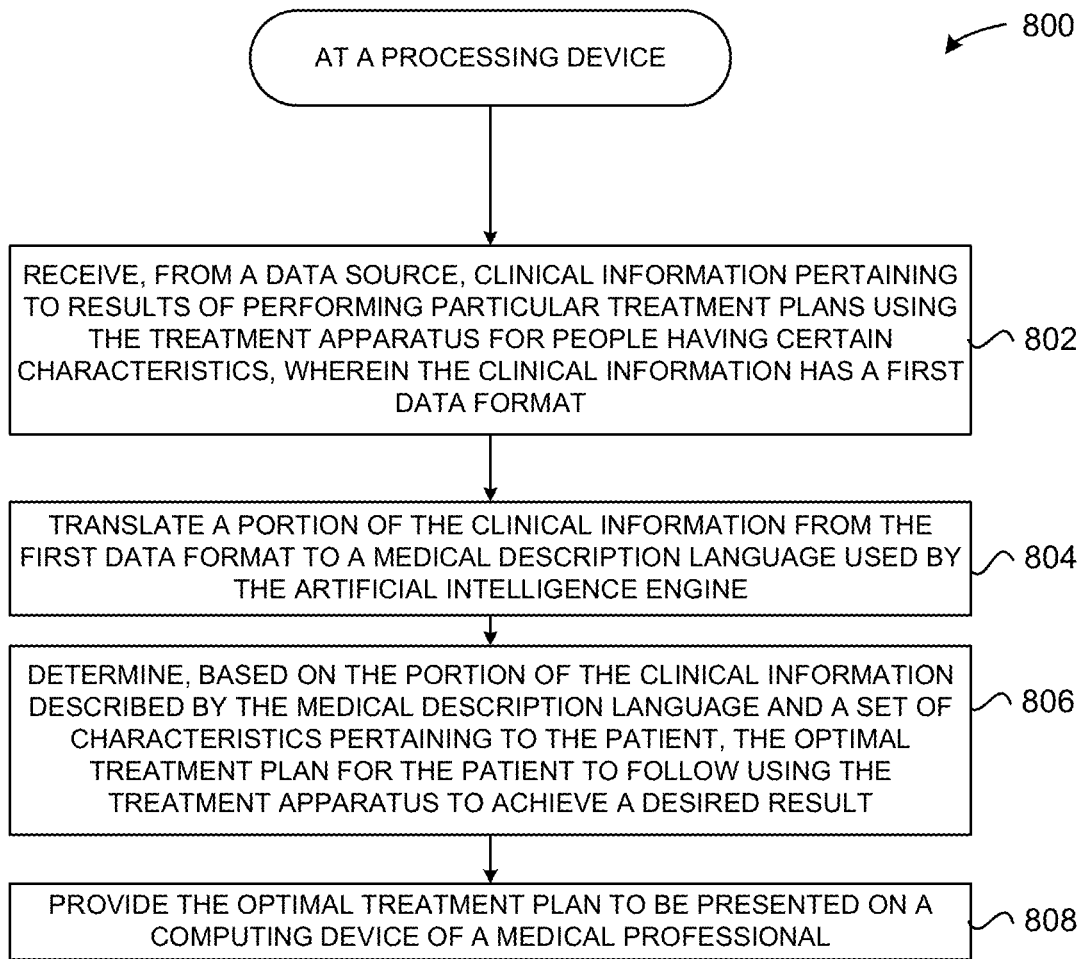 800
AT A PROCESSING DEVICE
RECEIVE, FROM A DATA SOURCE, CLINICAL INFORMATION PERTAINING
TO RESULTS OF PERFORMING PARTICULAR TREATMENT PLANS USING
THE TREATMENT APPARATUS FOR PEOPLE HAVING CERTAIN
CHARACTERISTICS, WHEREIN THE CLINICAL INFORMATION HAS A FIRST
DATA FORMAT
802
TRANSLATE A PORTION OF THE CLINICAL INFORMATION FROM THE
FIRST DATA FORMAT TO A MEDICAL DESCRIPTION LANGUAGE USED BY
THE ARTIFICIAL INTELLIGENCE ENGINE
804
DETERMINE, BASED ON THE PORTION OF THE CLINICAL INFORMATION
DESCRIBED BY THE MEDICAL DESCRIPTION LANGUAGE AND A SET OF
CHARACTERISTICS PERTAINING TO THE PATIENT, THE OPTIMAL
TREATMENT PLAN FOR THE PATIENT TO FOLLOW USING THE
TREATMENT APPARATUS TO ACHIEVE A DESIRED RESULT
806
PROVIDE THE OPTIMAL TREATMENT PLAN TO BE PRESENTED ON A
COMPUTING DEVICE OF A MEDICAL PROFESSIONAL
808